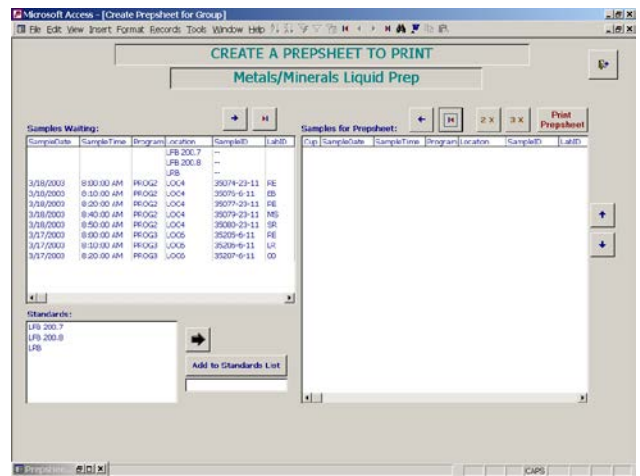 Microsoft Access - [Create Prepsheet for Group]
File Edit View Insert Format Records Tools Window Help
CREATE A PREPSHEET TO PRINT
Metals/Minerals Liquid Prep
Samples Waiting:
Samples for Prepsheet:
2 X
3 X
Print Prepsheet
SampleDate SampleTime Program Location SampleID LabID
Cup SampleDate SampleTime Program Location SampleID LabID
LFB 200.7 --
LFB 200.8 --
LRB --
3/18/2003 8:00:00 AM PROG2 LOC4 35074-23-11 RE
3/18/2003 8:10:00 AM PROG2 LOC4 35075-6-11 EB
3/18/2003 8:20:00 AM PROG2 LOC4 35077-23-11 RE
3/18/2003 8:40:00 AM PROG2 LOC4 35079-23-11 MS
3/18/2003 8:50:00 AM PROG2 LOC4 35080-23-11 SR
3/17/2003 8:00:00 AM PROG3 LOC6 35205-6-11 RE
3/17/2003 8:10:00 AM PROG3 LOC6 35206-6-11 LR
3/17/2003 8:20:00 AM PROG3 LOC6 35207-6-11
Standards:
LFB 200.7
LFB 200.8
LRB
Add to Standards List
CAPS